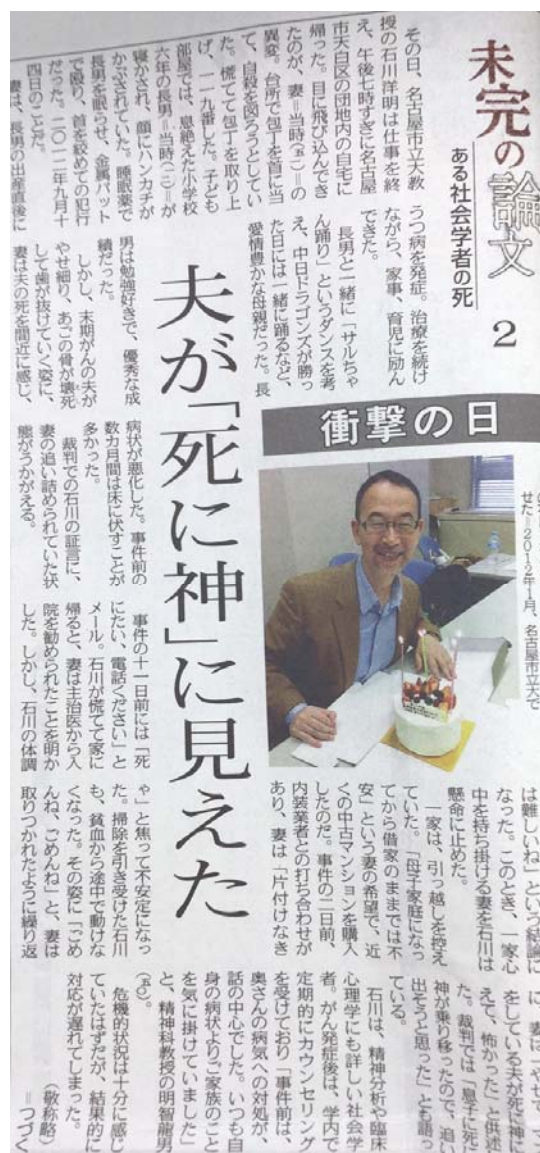 未完の論文
ある社会学者の死
2
その日、名古屋市立大教
授の石川洋明は仕事を終
え、午後七時すぎに名古屋
市天白区の団地内の自宅に
帰った。目に飛び込んでき
たのが、妻＝当時(五二)＝の
異変。台所で包丁を首に当
て、自殺を図ろうとしてい
た。慌てて包丁を取り上
げ、一一九番した。子ども
部屋では、息絶えた小学校
六年の長男＝当時(一二)＝が
寝かされ、顔にハンカチが
かぶされていた。睡眠薬で
長男を眠らせ、金属バット
で殴り、首を絞めての犯行
だった。二〇一二年九月十
四日のことだ。
妻は、長男の出産直後に
うつ病を発症。治療を続け
ながら、家事、育児に励ん
できた。
長男と一緒に「サルちゃ
ん踊り」というダンスを考
え、中日ドラゴンズが勝っ
た日には一緒に踊るなど、
愛情豊かな母親だった。長
男は勉強好きで、優秀な成
績だった。
しかし、末期がんの夫が
やせ細り、あごの骨が壊死
して歯が抜けていく姿に、
妻は夫の死を間近に感じ、
夫が「死に神」に見えた
衝撃の日
せた＝2012年1月、名古屋市立大で
病状が悪化した。事件前の
数カ月間は床に伏すことが
多かった。
裁判での石川の証言に、
妻の追い詰められていた状
態がうかがえる。
事件の十一日前には「死
にたい、電話ください」と
メール。石川が慌てて家に
帰ると、妻は主治医から入
院を勧められたことを明か
した。しかし、石川の体調
は難しいね」という結論に
なった。このとき、一家心
中を持ち掛ける妻を石川は
懸命に止めた。
一家は、引っ越しを控え
ていた。「母子家庭になっ
てから借家のままでは不
安」という妻の希望で、近
くの中古マンションを購入
したのだ。事件の二日前、
内装業者との打ち合わせが
あり、妻は「片付けなき
ゃ」と焦って不安定になっ
た。掃除を引き受けた石川
も、貧血から途中で動けな
くなった。その姿に「ごめ
んね、ごめんね」と、妻は
取りつかれたように繰り返
に、妻は「やせて、
をしている夫が死に神に
えて、怖かった」と供述
た。裁判では「息子に死に
神が乗り移ったので、追い
出そうと思った」とも語っ
ている。
石川は、精神分析や臨床
心理学にも詳しい社会学
者。がん発症後は、学内で
定期的にカウンセリング
を受けており「事件前は、
奥さんの病気への対処が、
話の中心でした。いつも自
身の病状よりご家族のこと
を気に掛けていました」
と、精神科教授の明智龍男
(五〇)。
危機的状況は十分に感じ
ていたはずだが、結果的に
対応が遅れてしまった。
（敬称略）
＝つづく